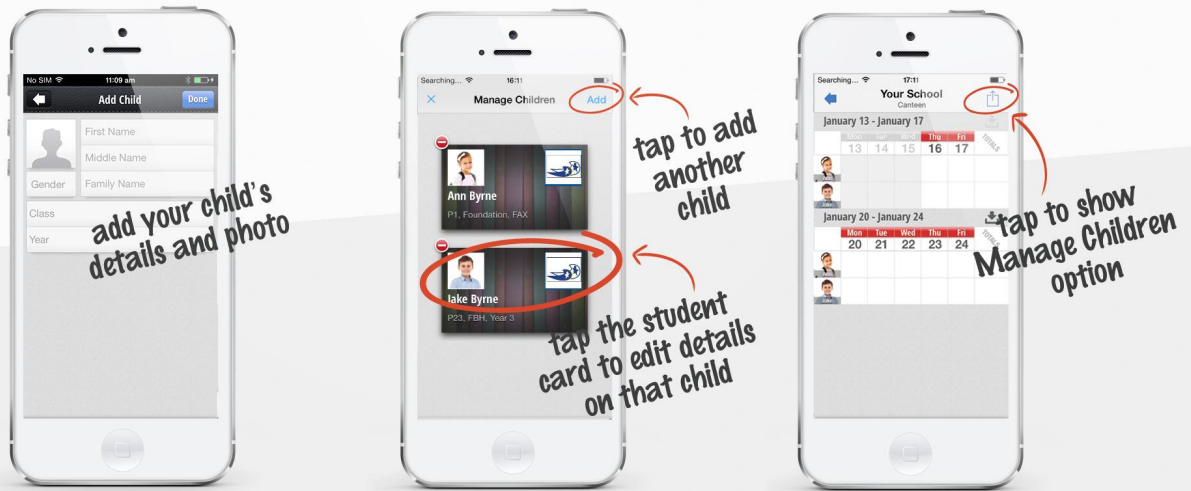 No SIM 11:09 am
Add Child Done
First Name
Middle Name
Gender Family Name
Class
Year
add your child's
details and photo
Searching... 16:11
Manage Children Add
Ann Byrne
P1, Foundation, FAX
Jake Byrne
P23, FBH, Year 3
tap to add
another
child
tap the student
card to edit details
on that child
Searching... 17:11
Your School
Canteen
January 13 - January 17
Mon Tue Wed Thu Fri TOTALS
13 14 15 16 17
Jake
January 20 - January 24
Mon Tue Wed Thu Fri TOTALS
20 21 22 23 24
Jake
tap to show
Manage Children
option